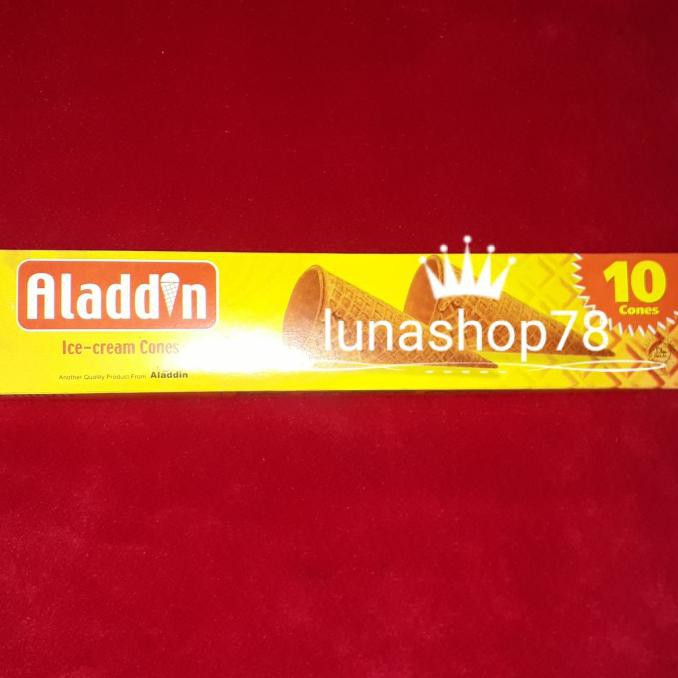 Aladdin
Ice-cream Cones
Another Quality Product From Aladdin
lunashop78
10
Cones